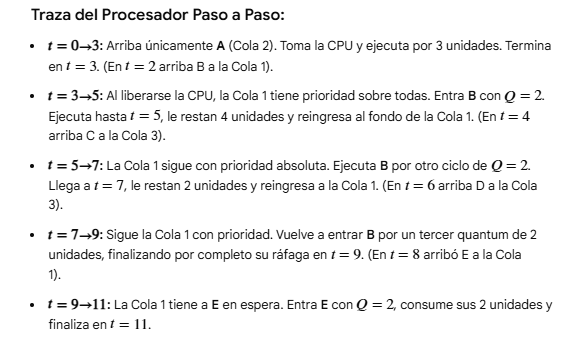 Traza del Procesador Paso a Paso:
• t = 0→3: Arriba únicamente A (Cola 2). Toma la CPU y ejecuta por 3 unidades. Termina
en t = 3. (En t = 2 arriba B a la Cola 1).
• t = 3→5: Al liberarse la CPU, la Cola 1 tiene prioridad sobre todas. Entra B con Q = 2.
Ejecuta hasta t = 5, le restan 4 unidades y reingresa al fondo de la Cola 1. (En t = 4
arriba C a la Cola 3).
• t = 5→7: La Cola 1 sigue con prioridad absoluta. Ejecuta B por otro ciclo de Q = 2.
Llega a t = 7, le restan 2 unidades y reingresa a la Cola 1. (En t = 6 arriba D a la Cola
3).
• t = 7→9: Sigue la Cola 1 con prioridad. Vuelve a entrar B por un tercer quantum de 2
unidades, finalizando por completo su ráfaga en t = 9. (En t = 8 arribó E a la Cola
1).
• t = 9→11: La Cola 1 tiene a E en espera. Entra E con Q = 2, consume sus 2 unidades y
finaliza en t = 11.